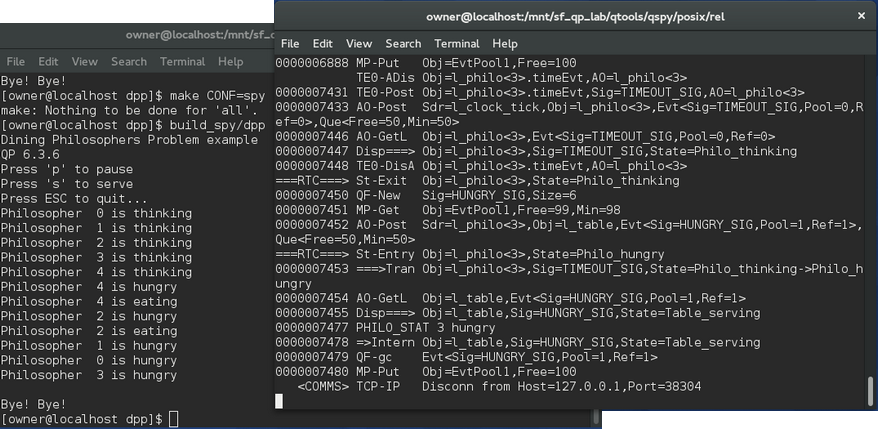 owner@localhost:/mnt/sf_c
File Edit View Search Terminal Help
Bye! Bye!
[owner@localhost dpp]$ make CONF=spy
make: Nothing to be done for 'all'.
[owner@localhost dpp]$ build_spy/dpp
Dining Philosophers Problem example
QP 6.3.6
Press 'p' to pause
Press 's' to serve
Press ESC to quit...
Philosopher  0 is thinking
Philosopher  1 is thinking
Philosopher  2 is thinking
Philosopher  3 is thinking
Philosopher  4 is thinking
Philosopher  4 is hungry
Philosopher  4 is eating
Philosopher  2 is hungry
Philosopher  2 is eating
Philosopher  1 is hungry
Philosopher  0 is hungry
Philosopher  3 is hungry
Bye! Bye!
[owner@localhost dpp]$
owner@localhost:/mnt/sf_qp_lab/qtools/qspy/posix/rel ×
File Edit View Search Terminal Help
0000006888 MP-Put   Obj=EvtPool1,Free=100
           TE0-ADis Obj=l_philo<3>.timeEvt,AO=l_philo<3>
0000007431 TE0-Post Obj=l_philo<3>.timeEvt,Sig=TIMEOUT_SIG,AO=l_philo<3>
0000007433 AO-Post  Sdr=l_clock_tick,Obj=l_philo<3>,Evt<Sig=TIMEOUT_SIG,Pool=0,R
ef=0>,Que<Free=50,Min=50>
0000007446 AO-GetL  Obj=l_philo<3>,Evt<Sig=TIMEOUT_SIG,Pool=0,Ref=0>
0000007447 Disp===> Obj=l_philo<3>,Sig=TIMEOUT_SIG,State=Philo_thinking
0000007448 TE0-DisA Obj=l_philo<3>.timeEvt,AO=l_philo<3>
===RTC===> St-Exit  Obj=l_philo<3>,State=Philo_thinking
0000007450 QF-New   Sig=HUNGRY_SIG,Size=6
0000007451 MP-Get   Obj=EvtPool1,Free=99,Min=98
0000007452 AO-Post  Sdr=l_philo<3>,Obj=l_table,Evt<Sig=HUNGRY_SIG,Pool=1,Ref=1>,
Que<Free=50,Min=50>
===RTC===> St-Entry Obj=l_philo<3>,State=Philo_hungry
0000007453 ===>Tran Obj=l_philo<3>,Sig=TIMEOUT_SIG,State=Philo_thinking->Philo_h
ungry
0000007454 AO-GetL  Obj=l_table,Evt<Sig=HUNGRY_SIG,Pool=1,Ref=1>
0000007455 Disp===> Obj=l_table,Sig=HUNGRY_SIG,State=Table_serving
0000007477 PHILO_STAT 3 hungry
0000007478 =>Intern Obj=l_table,Sig=HUNGRY_SIG,State=Table_serving
0000007479 QF-gc    Evt<Sig=HUNGRY_SIG,Pool=1,Ref=1>
0000007480 MP-Put   Obj=EvtPool1,Free=100
   <COMMS> TCP-IP   Disconn from Host=127.0.0.1,Port=38304